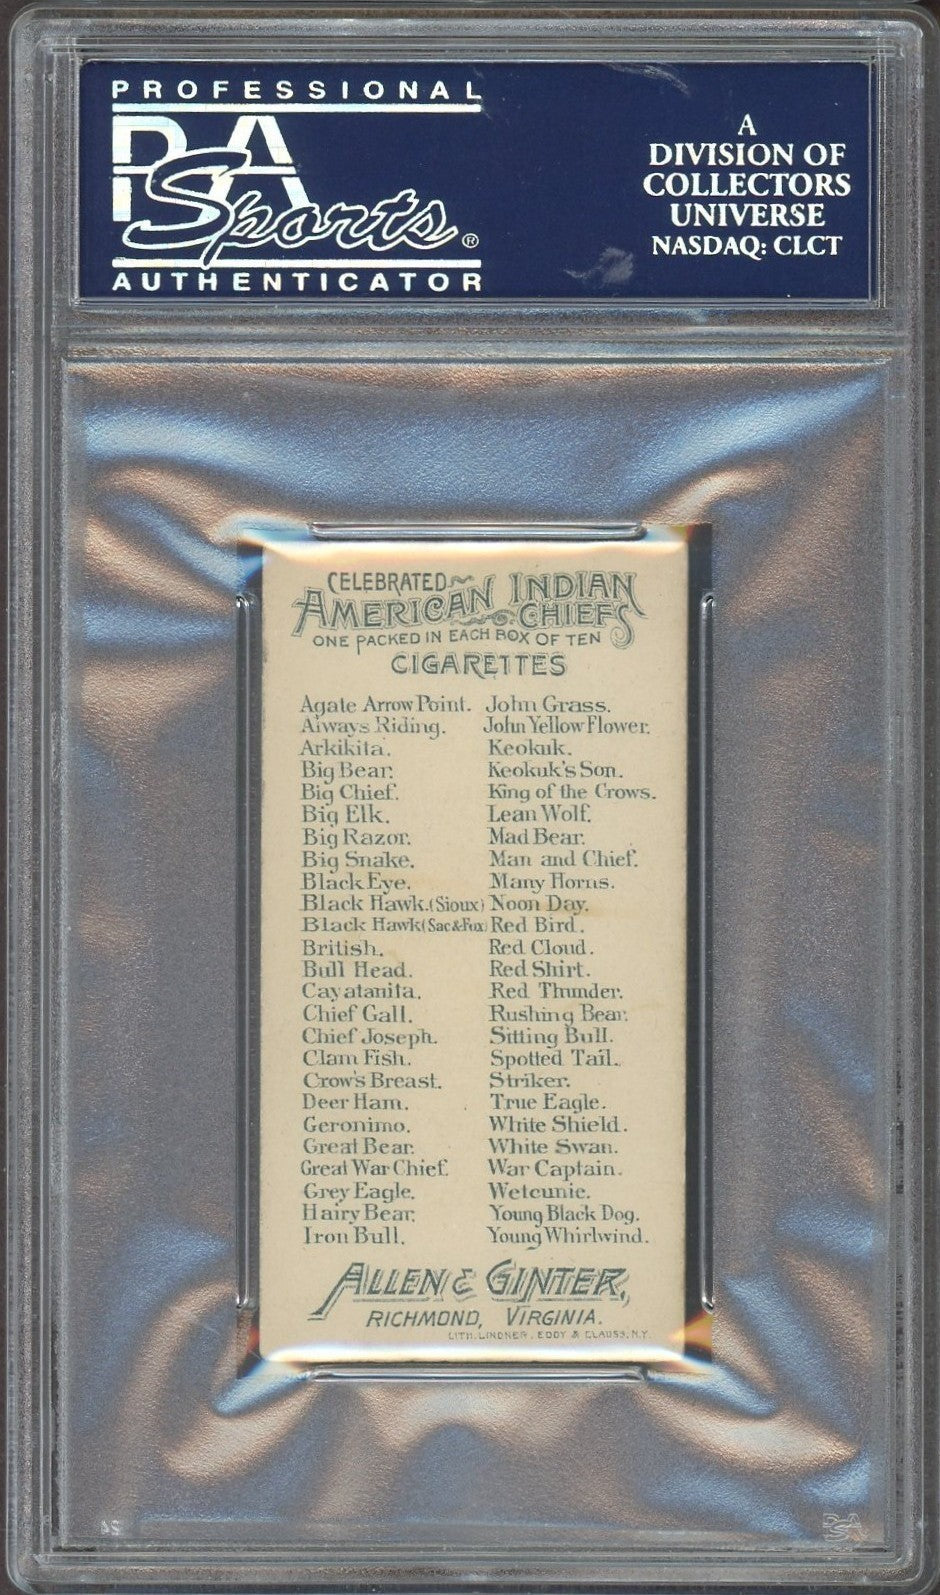 PROFESSIONAL
PSA
Sports®
AUTHENTICATOR
A
DIVISION OF
COLLECTORS
UNIVERSE
NASDAQ: CLCT
CELEBRATED
AMERICAN INDIAN
CHIEFS
ONE PACKED IN EACH BOX OF TEN
CIGARETTES
Agate Arrow Point.
Always Riding.
Arkikita.
Big Bear.
Big Chief.
Big Elk.
Big Razor.
Big Snake.
Black Eye.
Black Hawk.(Sioux)
Black Hawk(Sac&Fox)
British.
Bull Head.
Cayatanita.
Chief Gall.
Chief Joseph.
Clam Fish.
Crow's Breast.
Deer Ham.
Geronimo.
Great Bear.
Great War Chief.
Grey Eagle.
Hairy Bear.
Iron Bull.
John Grass.
John Yellow Flower.
Keokuk.
Keokuk's Son.
King of the Crows.
Lean Wolf.
Mad Bear.
Man and Chief.
Many Horns.
Noon Day.
Red Bird.
Red Cloud.
Red Shirt.
Red Thunder.
Rushing Bear.
Sitting Bull.
Spotted Tail.
Striker.
True Eagle.
White Shield.
White Swan.
War Captain.
Wetcunie.
Young Black Dog.
Young Whirlwind.
ALLEN & GINTER,
RICHMOND, VIRGINIA.
LITH. LINDNER, EDDY & CLAUSS, N.Y.
PSA